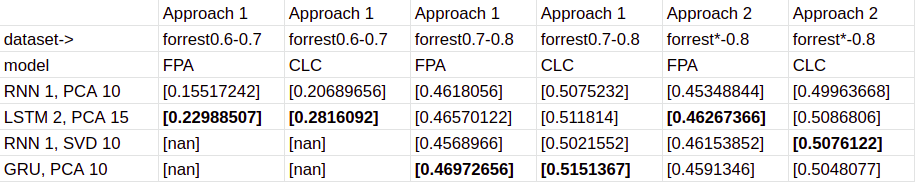 Approach 1 Approach 1 Approach 1 Approach 1 Approach 2 Approach 2
dataset-> forrest0.6-0.7 forrest0.6-0.7 forrest0.7-0.8 forrest0.7-0.8 forrest*-0.8 forrest*-0.8
model FPA CLC FPA CLC FPA CLC
RNN 1, PCA 10 [0.15517242] [0.20689656] [0.4618056] [0.5075232] [0.45348844] [0.49963668]
LSTM 2, PCA 15 [0.22988507] [0.2816092] [0.46570122] [0.511814] [0.46267366] [0.5086806]
RNN 1, SVD 10 [nan] [nan] [0.4568966] [0.5021552] [0.46153852] [0.5076122]
GRU, PCA 10 [nan] [nan] [0.46972656] [0.5151367] [0.4591346] [0.5048077]